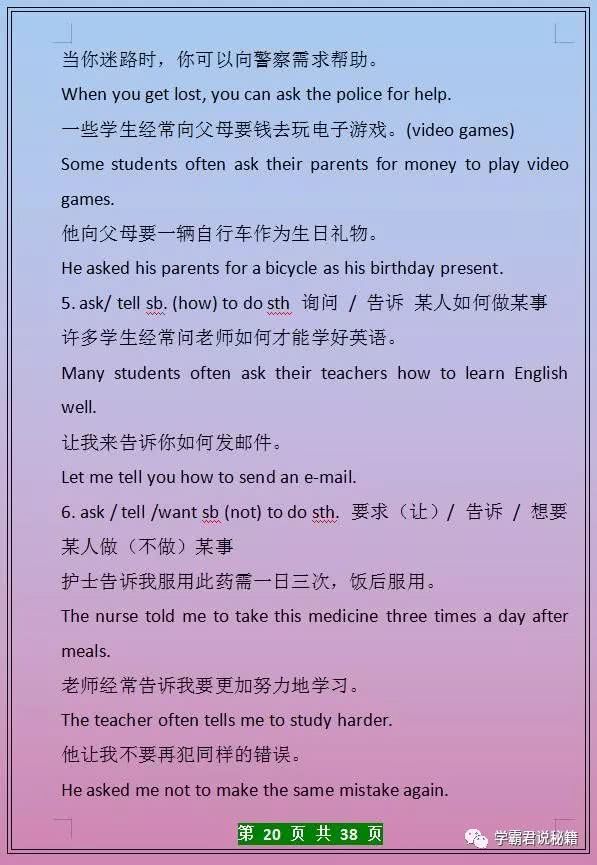 当你迷路时，你可以向警察需求帮助。
When you get lost, you can ask the police for help.
一些学生经常向父母要钱去玩电子游戏。(video games)
Some students often ask their parents for money to play video
games.
他向父母要一辆自行车作为生日礼物。
He asked his parents for a bicycle as his birthday present.
5. ask/ tell sb. (how) to do sth 询问 / 告诉 某人如何做某事
许多学生经常问老师如何才能学好英语。
Many students often ask their teachers how to learn English
well.
让我来告诉你如何发邮件。
Let me tell you how to send an e-mail.
6. ask / tell /want sb (not) to do sth. 要求（让）/ 告诉 / 想要
某人做（不做）某事
护士告诉我服用此药需一日三次，饭后服用。
The nurse told me to take this medicine three times a day after
meals.
老师经常告诉我要更加努力地学习。
The teacher often tells me to study harder.
他让我不要再犯同样的错误。
He asked me not to make the same mistake again.
第 20 页 共 38 页
学霸君说秘籍